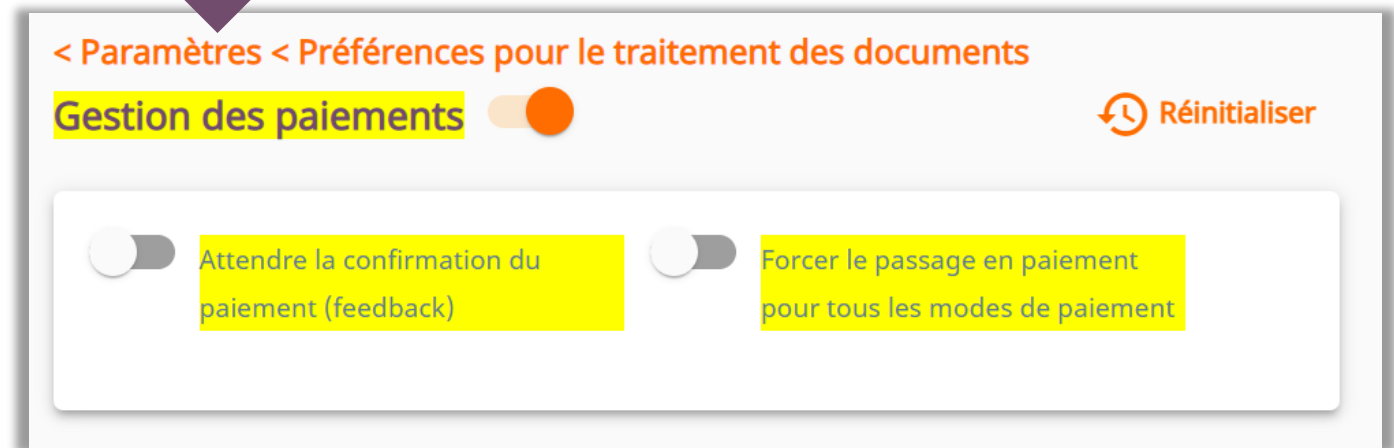 < Paramètres < Préférences pour le traitement des documents
Gestion des paiements
Réinitialiser
Attendre la confirmation du
paiement (feedback)
Forcer le passage en paiement
pour tous les modes de paiement